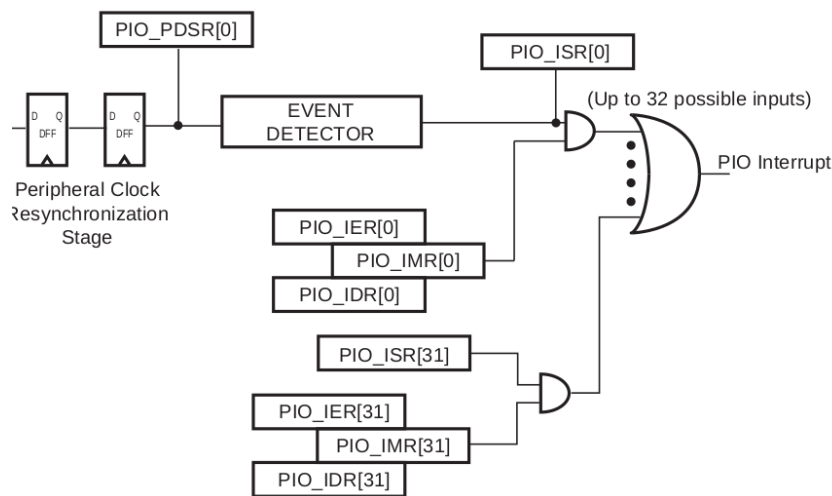 PIO_PDSR[0]
PIO_ISR[0]
(Up to 32 possible inputs)
D Q
DFF
D Q
DFF
EVENT
DETECTOR
PIO Interrupt
Peripheral Clock
Resynchronization
Stage
PIO_IER[0]
PIO_IMR[0]
PIO_IDR[0]
PIO_ISR[31]
PIO_IER[31]
PIO_IMR[31]
PIO_IDR[31]